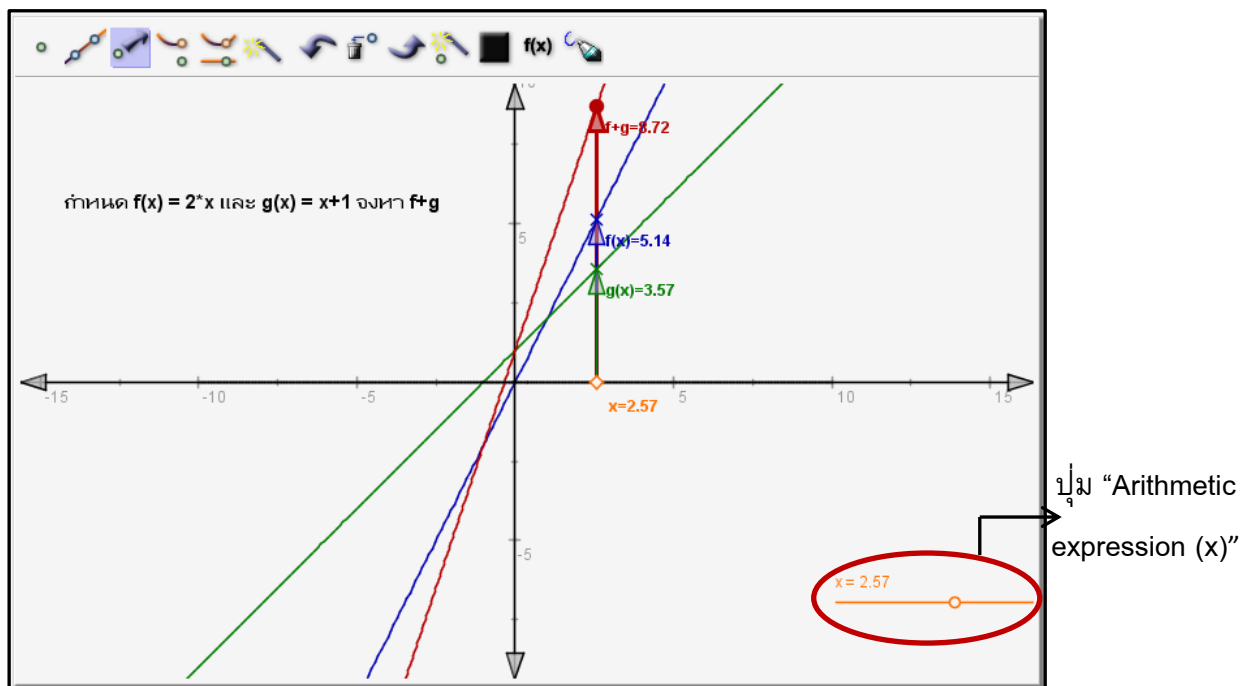 f(x)
10
f+g=8.72
กำหนด f(x) = 2*x และ g(x) = x+1 จงหา f+g
5
f(x)=5.14
g(x)=3.57
-15 -10 -5 5 10 15
x=2.57
ปุ่ม “Arithmetic
expression (x)”
-5
x = 2.57